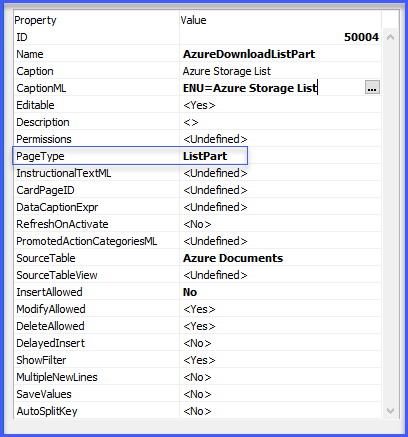 Property Value
ID 50004
Name AzureDownloadListPart
Caption Azure Storage List
CaptionML ENU=Azure Storage List ...
Editable <Yes>
Description <>
Permissions <Undefined>
PageType ListPart
InstructionalTextML <Undefined>
CardPageID <Undefined>
DataCaptionExpr <Undefined>
RefreshOnActivate <No>
PromotedActionCategoriesML <Undefined>
SourceTable Azure Documents
SourceTableView <Undefined>
InsertAllowed No
ModifyAllowed <Yes>
DeleteAllowed <Yes>
DelayedInsert <No>
ShowFilter <Yes>
MultipleNewLines <No>
SaveValues <No>
AutoSplitKey <No>